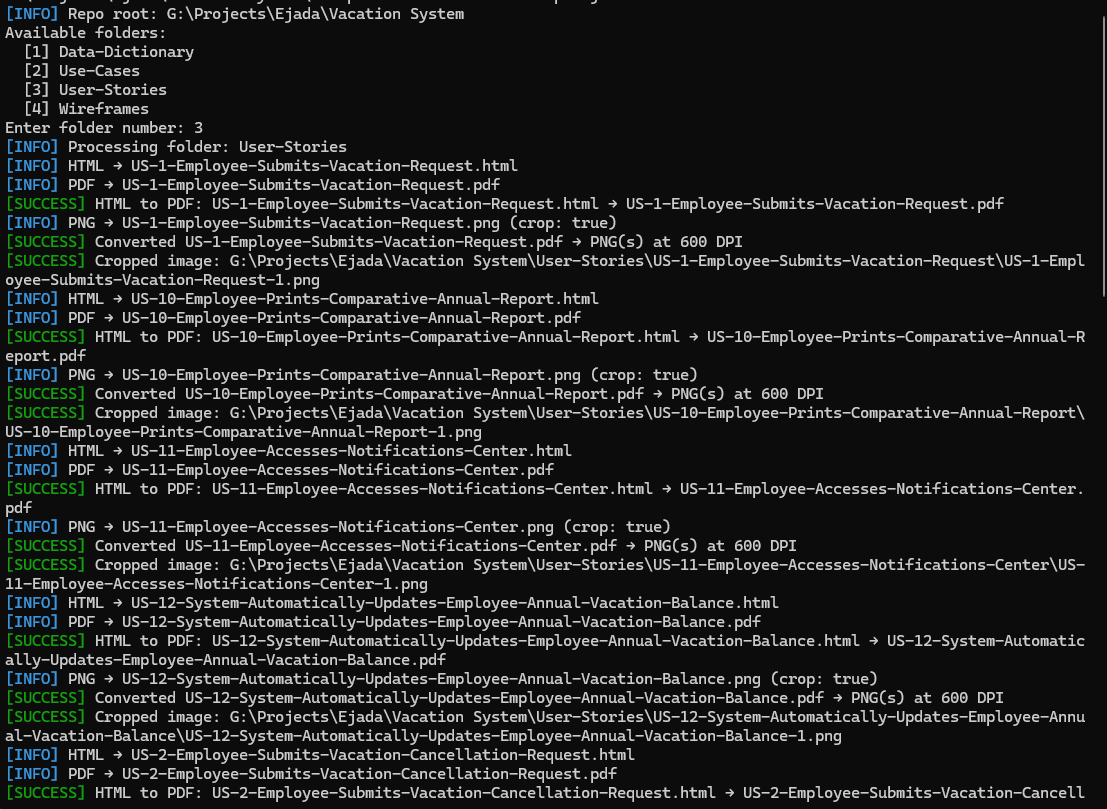 [INFO] Repo root: G:\Projects\Ejada\Vacation System
Available folders:
[1] Data-Dictionary
[2] Use-Cases
[3] User-Stories
[4] Wireframes
Enter folder number: 3
[INFO] Processing folder: User-Stories
[INFO] HTML → US-1-Employee-Submits-Vacation-Request.html
[INFO] PDF → US-1-Employee-Submits-Vacation-Request.pdf
[SUCCESS] HTML to PDF: US-1-Employee-Submits-Vacation-Request.html → US-1-Employee-Submits-Vacation-Request.pdf
[INFO] PNG → US-1-Employee-Submits-Vacation-Request.png (crop: true)
[SUCCESS] Converted US-1-Employee-Submits-Vacation-Request.pdf → PNG(s) at 600 DPI
[SUCCESS] Cropped image: G:\Projects\Ejada\Vacation System\User-Stories\US-1-Employee-Submits-Vacation-Request\US-1-Empl
oyee-Submits-Vacation-Request-1.png
[INFO] HTML → US-10-Employee-Prints-Comparative-Annual-Report.html
[INFO] PDF → US-10-Employee-Prints-Comparative-Annual-Report.pdf
[SUCCESS] HTML to PDF: US-10-Employee-Prints-Comparative-Annual-Report.html → US-10-Employee-Prints-Comparative-Annual-R
eport.pdf
[INFO] PNG → US-10-Employee-Prints-Comparative-Annual-Report.png (crop: true)
[SUCCESS] Converted US-10-Employee-Prints-Comparative-Annual-Report.pdf → PNG(s) at 600 DPI
[SUCCESS] Cropped image: G:\Projects\Ejada\Vacation System\User-Stories\US-10-Employee-Prints-Comparative-Annual-Report\
US-10-Employee-Prints-Comparative-Annual-Report-1.png
[INFO] HTML → US-11-Employee-Accesses-Notifications-Center.html
[INFO] PDF → US-11-Employee-Accesses-Notifications-Center.pdf
[SUCCESS] HTML to PDF: US-11-Employee-Accesses-Notifications-Center.html → US-11-Employee-Accesses-Notifications-Center.
pdf
[INFO] PNG → US-11-Employee-Accesses-Notifications-Center.png (crop: true)
[SUCCESS] Converted US-11-Employee-Accesses-Notifications-Center.pdf → PNG(s) at 600 DPI
[SUCCESS] Cropped image: G:\Projects\Ejada\Vacation System\User-Stories\US-11-Employee-Accesses-Notifications-Center\US-
11-Employee-Accesses-Notifications-Center-1.png
[INFO] HTML → US-12-System-Automatically-Updates-Employee-Annual-Vacation-Balance.html
[INFO] PDF → US-12-System-Automatically-Updates-Employee-Annual-Vacation-Balance.pdf
[SUCCESS] HTML to PDF: US-12-System-Automatically-Updates-Employee-Annual-Vacation-Balance.html → US-12-System-Automatic
ally-Updates-Employee-Annual-Vacation-Balance.pdf
[INFO] PNG → US-12-System-Automatically-Updates-Employee-Annual-Vacation-Balance.png (crop: true)
[SUCCESS] Converted US-12-System-Automatically-Updates-Employee-Annual-Vacation-Balance.pdf → PNG(s) at 600 DPI
[SUCCESS] Cropped image: G:\Projects\Ejada\Vacation System\User-Stories\US-12-System-Automatically-Updates-Employee-Annu
al-Vacation-Balance\US-12-System-Automatically-Updates-Employee-Annual-Vacation-Balance-1.png
[INFO] HTML → US-2-Employee-Submits-Vacation-Cancellation-Request.html
[INFO] PDF → US-2-Employee-Submits-Vacation-Cancellation-Request.pdf
[SUCCESS] HTML to PDF: US-2-Employee-Submits-Vacation-Cancellation-Request.html → US-2-Employee-Submits-Vacation-Cancell